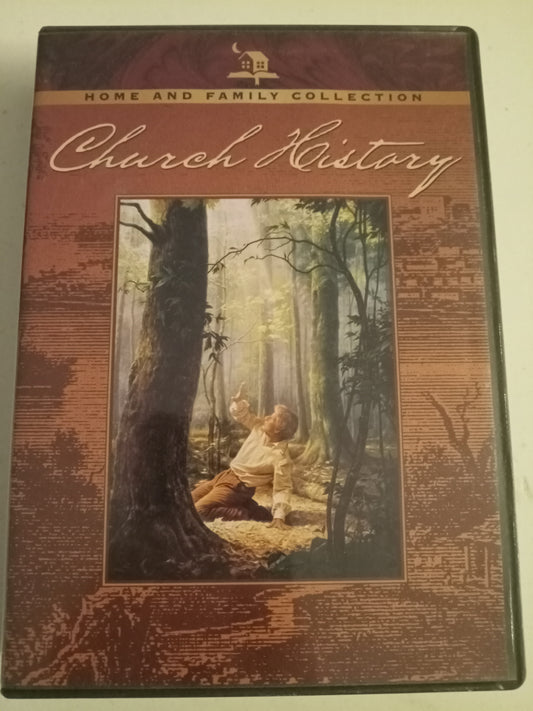 HOME AND FAMILY COLLECTION
Church History